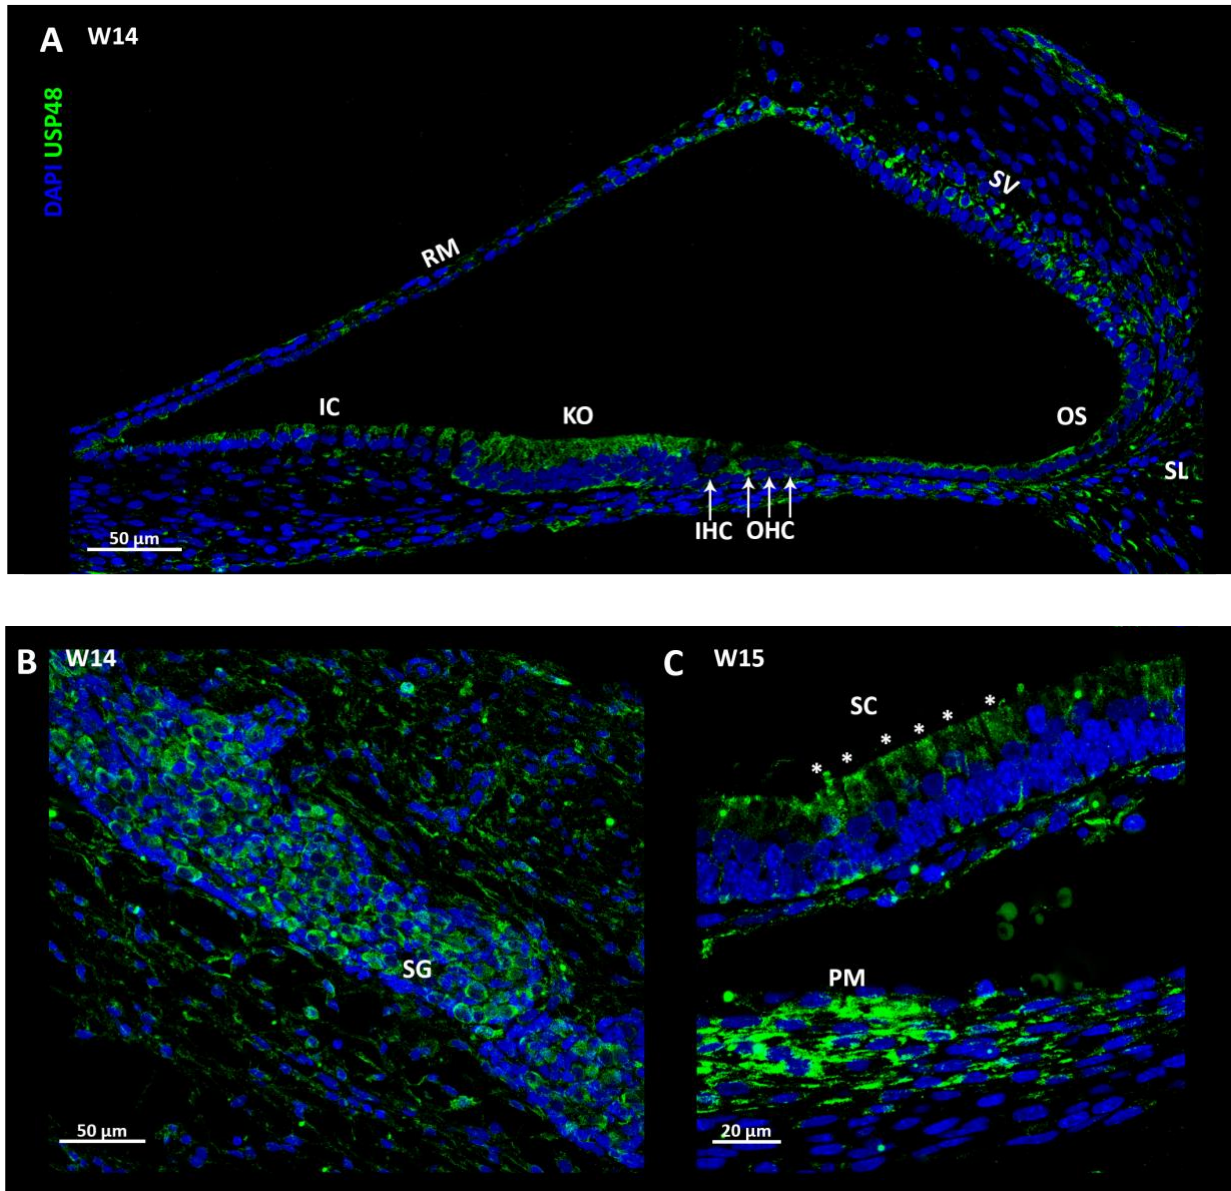 A W14
DAPI USP48
SV
RM
IC
KO
OS
SL
IHC OHC
50 µm
B W14
SG
50 µm
C W15
SC
* * * * * *
PM
20 µm